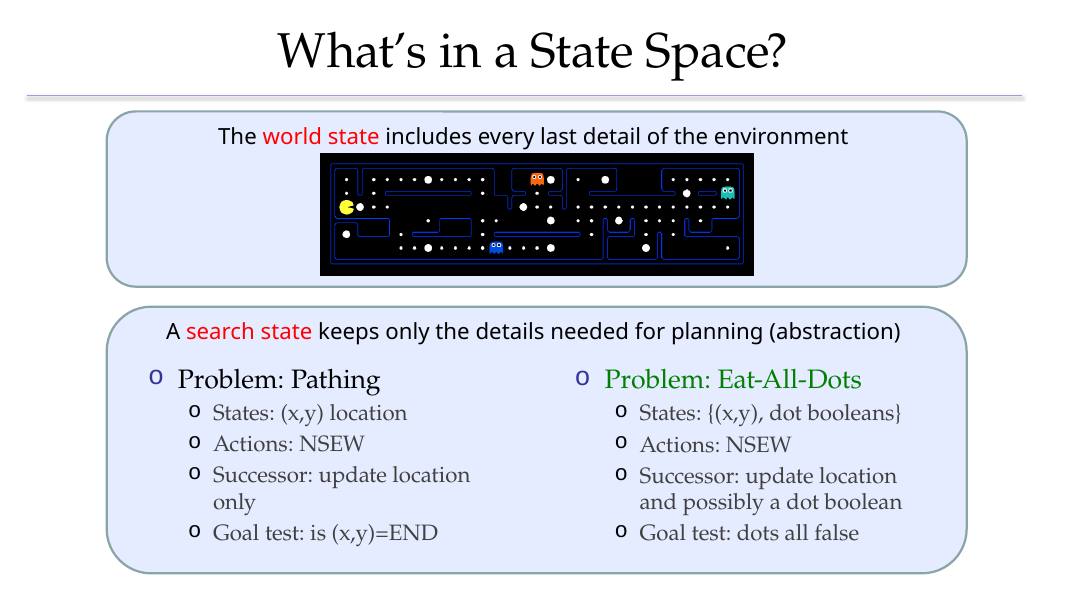 What’s in a State Space?
The world state includes every last detail of the environment
A search state keeps only the details needed for planning (abstraction)
o Problem: Pathing
o States: (x,y) location
o Actions: NSEW
o Successor: update location
only
o Goal test: is (x,y)=END
o Problem: Eat-All-Dots
o States: {(x,y), dot booleans}
o Actions: NSEW
o Successor: update location
and possibly a dot boolean
o Goal test: dots all false